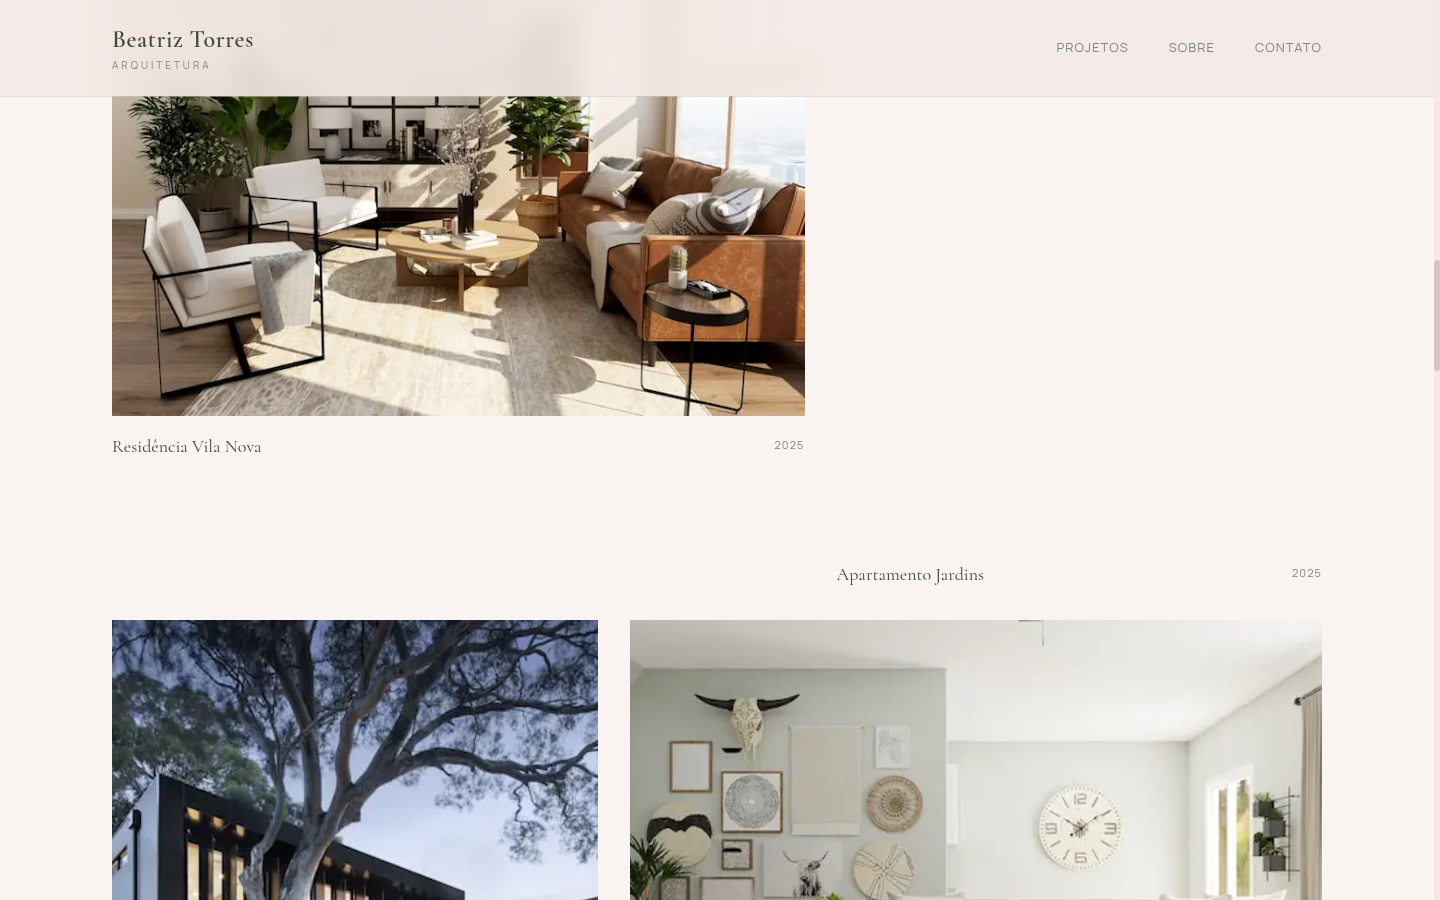 Beatriz Torres
ARQUITETURA
PROJETOS
SOBRE
CONTATO
Residência Vila Nova
2025
Apartamento Jardins
2025